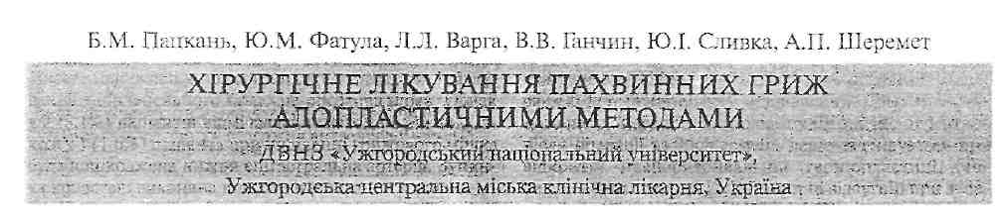 Б.М. Пацкань, Ю.М. Фатула, Л.Л. Варга, В.В. Ганчин, Ю.І. Сливка, А.П. Шеремет
ХІРУРГІЧНЕ ЛІКУВАННЯ ПАХВИННИХ ГРИЖ
АЛОПЛАСТИЧНИМИ МЕТОДАМИ
ДВНЗ «Ужгородський національний університет»,
Ужгородська центральна міська клінічна лікарня, Україна